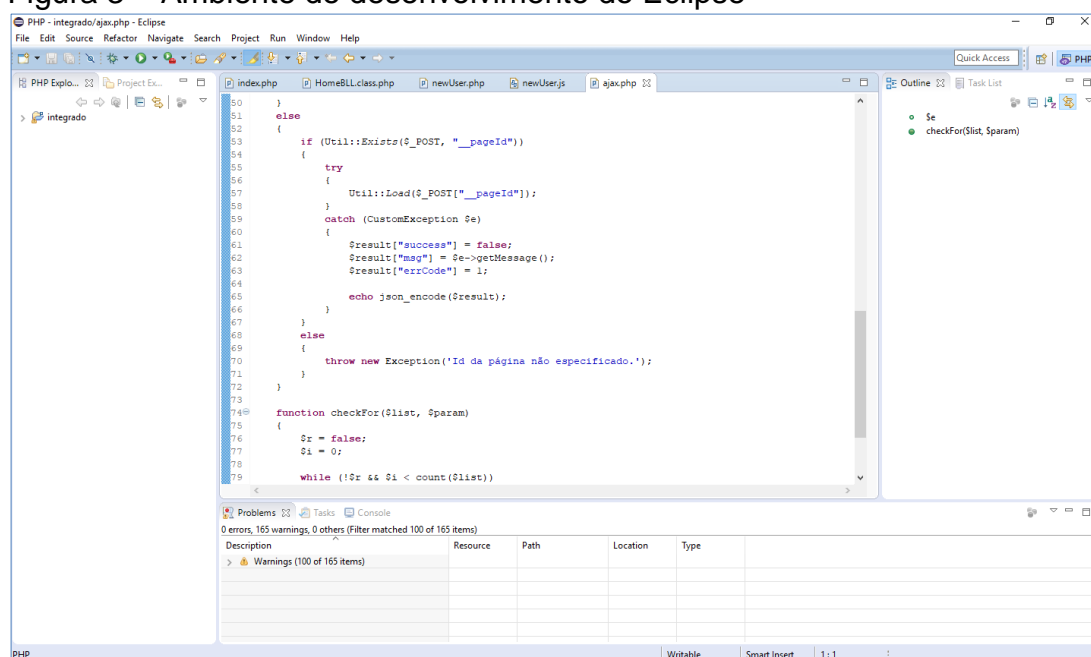 PHP - integrado/ajax.php - Eclipse
File Edit Source Refactor Navigate Search Project Run Window Help
Quick Access
PHP
PHP Explo... Project Ex...
integrado
index.php HomeBLL.class.php newUser.php newUser.js ajax.php
50 }
51 else
52 {
53 if (Util::Exists($_POST, "__pageId"))
54 {
55 try
56 {
57 Util::Load($_POST["__pageId"]);
58 }
59 catch (CustomException $e)
60 {
61 $result["success"] = false;
62 $result["msg"] = $e->getMessage();
63 $result["errCode"] = 1;
64
65 echo json_encode($result);
66 }
67 }
68 else
69 {
70 throw new Exception('Id da página não especificado.');
71 }
72 }
73
74 function checkFor($list, $param)
75 {
76 $r = false;
77 $i = 0;
78
79 while (!$r && $i < count($list))
Outline Task List
$e
checkFor($list, $param)
Problems Tasks Console
0 errors, 165 warnings, 0 others (Filter matched 100 of 165 items)
Description Resource Path Location Type
Warnings (100 of 165 items)
PHP Writable Smart Insert 1 : 1